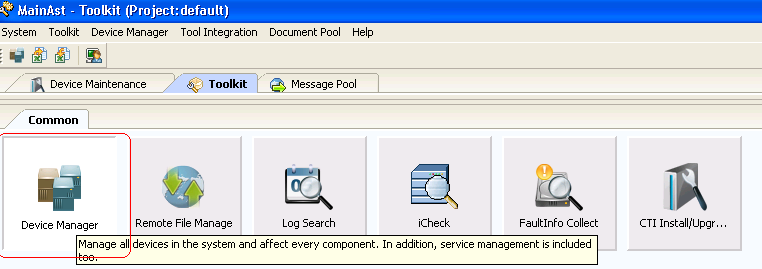 MainAst - Toolkit (Project:default)
System Toolkit Device Manager Tool Integration Document Pool Help
Device Maintenance Toolkit Message Pool
Common
Device Manager Remote File Manage Log Search iCheck FaultInfo Collect CTI Install/Upgr...
Manage all devices in the system and affect every component. In addition, service management is included
too.